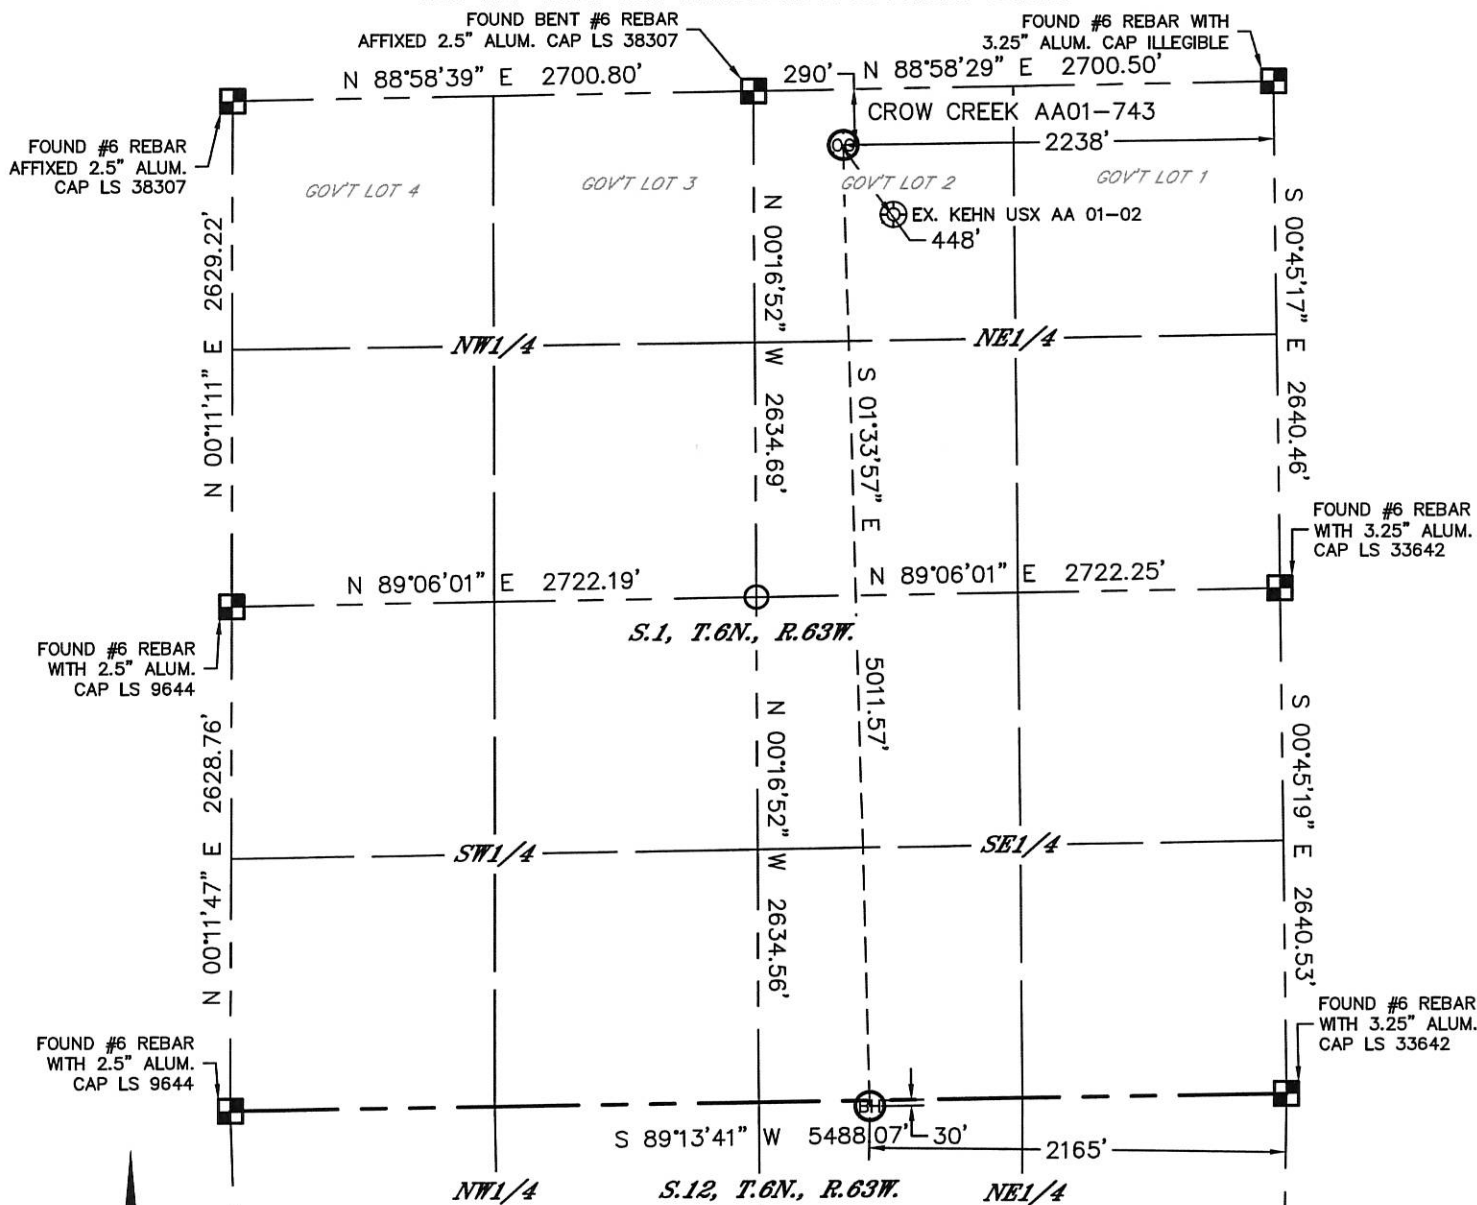 FOUND BENT #6 REBAR
AFFIXED 2.5" ALUM. CAP LS 38307
FOUND #6 REBAR WITH
3.25" ALUM. CAP ILLEGIBLE
N 88°58'39" E 2700.80'
290'
N 88°58'29" E 2700.50'
CROW CREEK AA01-743
2238'
FOUND #6 REBAR
AFFIXED 2.5" ALUM.
CAP LS 38307
GOV'T LOT 4
GOV'T LOT 3
GOV'T LOT 2
GOV'T LOT 1
EX. KEHN USX AA 01-02
448'
N 00°11'11" E 2629.22'
N 00°16'52" W 2634.69'
S 01°33'57" E
5011.57'
S 00°45'17" E 2640.46'
NW1/4
NE1/4
FOUND #6 REBAR
WITH 3.25" ALUM.
CAP LS 33642
N 89°06'01" E 2722.19'
N 89°06'01" E 2722.25'
S.1, T.6N., R.63W.
FOUND #6 REBAR
WITH 2.5" ALUM.
CAP LS 9644
N 00°11'47" E 2628.76'
N 00°16'52" W 2634.56'
S 00°45'19" E 2640.53'
SW1/4
SE1/4
FOUND #6 REBAR
WITH 3.25" ALUM.
CAP LS 33642
FOUND #6 REBAR
WITH 2.5" ALUM.
CAP LS 9644
BH
S 89°13'41" W 5488.07'
30'
2165'
NW1/4
S.12, T.6N., R.63W.
NE1/4